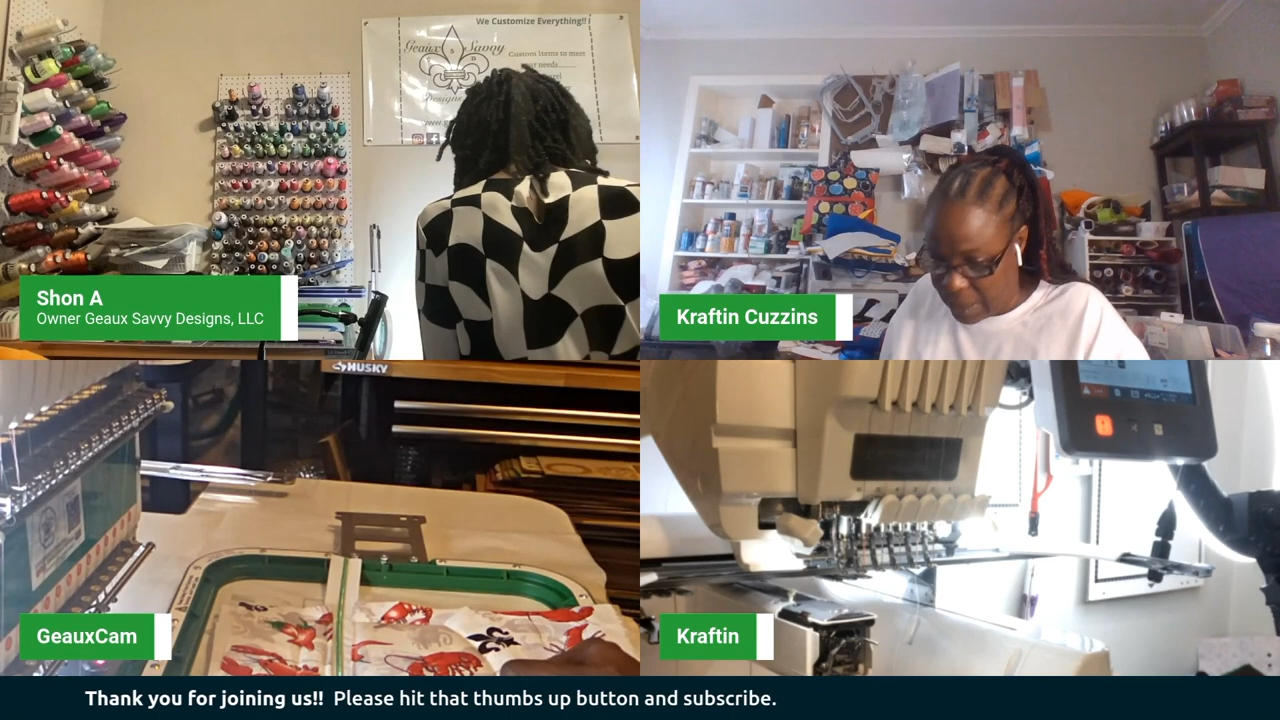 We Customize Everything!!
Geaux Savvy
Custom items to meet
your needs
Shon A
Owner Geaux Savvy Designs, LLC
Kraftin Cuzzins
HUSKY
GeauxCam
Kraftin
Thank you for joining us!! Please hit that thumbs up button and subscribe.